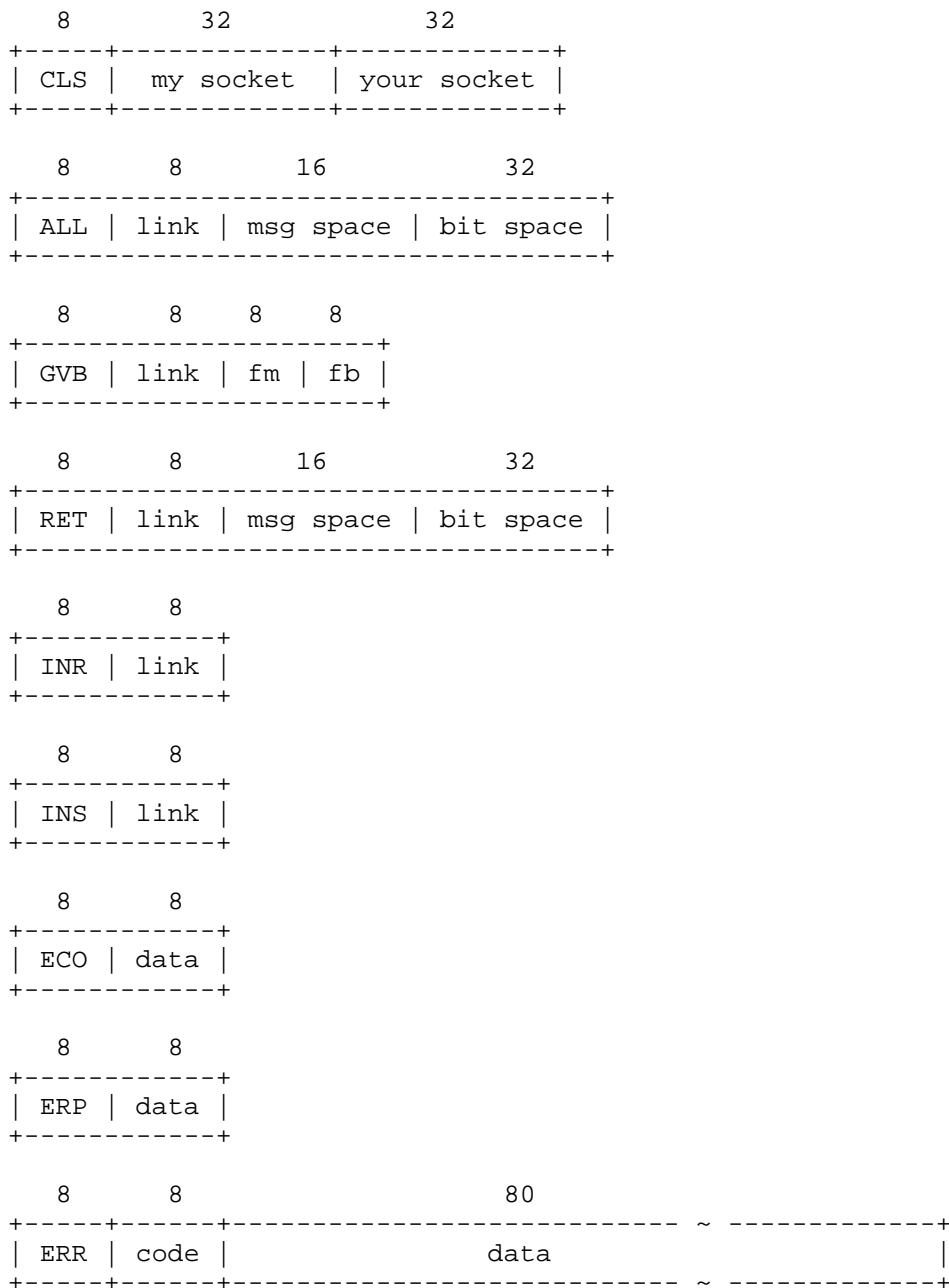 8         32             32
+-----+-------------+-------------+
| CLS |  my socket  | your socket |
+-----+-------------+-------------+

   8      8       16           32
+-----------------------------------+
| ALL | link | msg space | bit space |
+-----------------------------------+

   8      8    8    8
+---------------------+
| GVB | link | fm | fb |
+---------------------+

   8      8       16           32
+-----------------------------------+
| RET | link | msg space | bit space |
+-----------------------------------+

   8      8
+------------+
| INR | link |
+------------+

   8      8
+------------+
| INS | link |
+------------+

   8      8
+------------+
| ECO | data |
+------------+

   8      8
+------------+
| ERP | data |
+------------+

   8      8                    80
+-----+------+---------------------------- ~ -------------+
| ERR | code |                data                         |
+-----+------+---------------------------- ~ -------------+